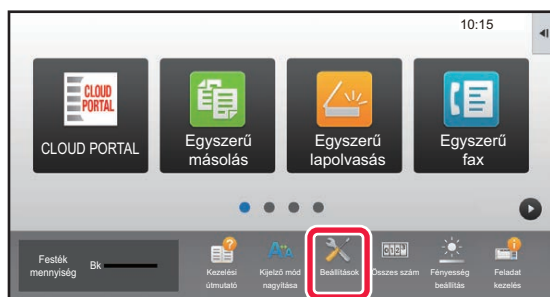 10:15
CLOUD
PORTAL
CLOUD PORTAL
Egyszerű
másolás
Egyszerű
lapolvasás
Egyszerű
fax
Festék
mennyiség
Bk
Kezelési
útmutató
Kijelző mód
nagyítása
Beállítások
Összes szám
Fényesség
beállítás
Feladat
kezelés